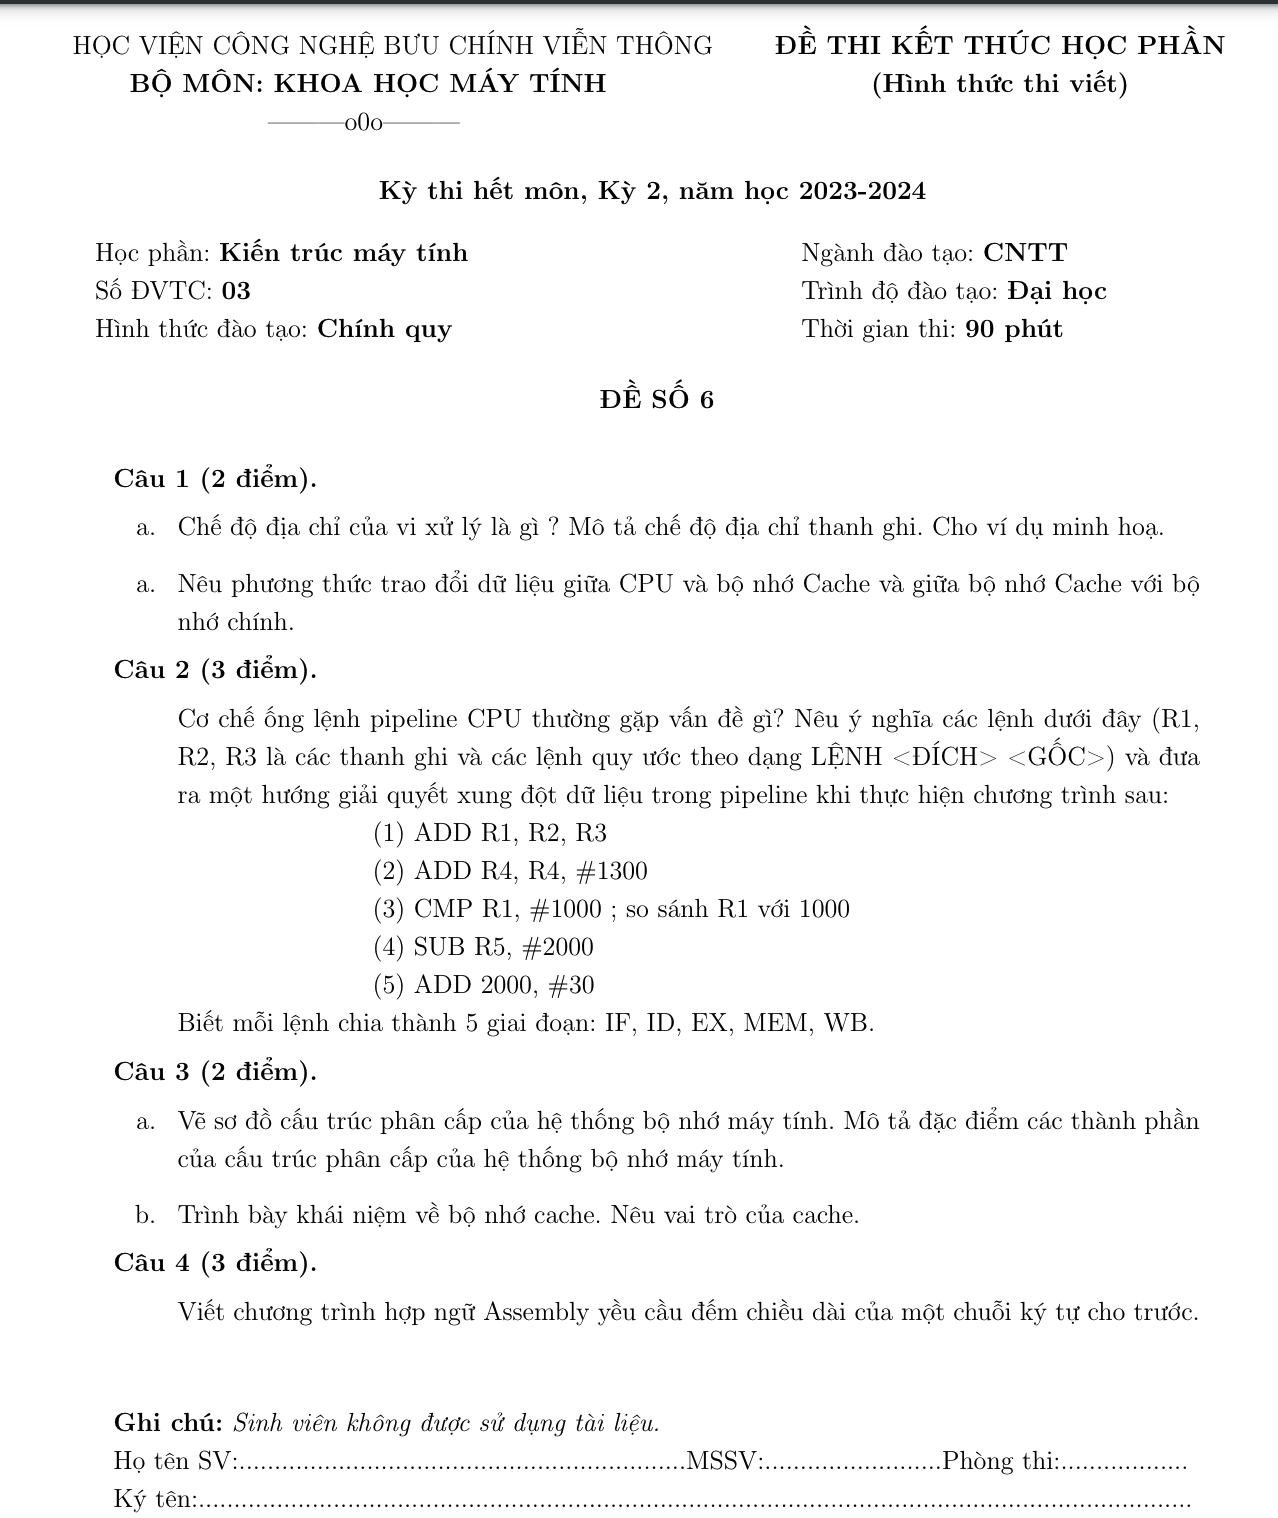 HỌC VIỆN CÔNG NGHỆ BƯU CHÍNH VIỄN THÔNG
BỘ MÔN: KHOA HỌC MÁY TÍNH
———o0o———
ĐỀ THI KẾT THÚC HỌC PHẦN
(Hình thức thi viết)
Kỳ thi hết môn, Kỳ 2, năm học 2023-2024
Học phần: Kiến trúc máy tính
Số ĐVTC: 03
Hình thức đào tạo: Chính quy
Ngành đào tạo: CNTT
Trình độ đào tạo: Đại học
Thời gian thi: 90 phút
ĐỀ SỐ 6
Câu 1 (2 điểm).
a. Chế độ địa chỉ của vi xử lý là gì ? Mô tả chế độ địa chỉ thanh ghi. Cho ví dụ minh hoạ.
a. Nêu phương thức trao đổi dữ liệu giữa CPU và bộ nhớ Cache và giữa bộ nhớ Cache với bộ
nhớ chính.
Câu 2 (3 điểm).
Cơ chế ống lệnh pipeline CPU thường gặp vấn đề gì? Nêu ý nghĩa các lệnh dưới đây (R1,
R2, R3 là các thanh ghi và các lệnh quy ước theo dạng LỆNH <ĐÍCH> <GỐC>) và đưa
ra một hướng giải quyết xung đột dữ liệu trong pipeline khi thực hiện chương trình sau:
(1) ADD R1, R2, R3
(2) ADD R4, R4, #1300
(3) CMP R1, #1000 ; so sánh R1 với 1000
(4) SUB R5, #2000
(5) ADD 2000, #30
Biết mỗi lệnh chia thành 5 giai đoạn: IF, ID, EX, MEM, WB.
Câu 3 (2 điểm).
a. Vẽ sơ đồ cấu trúc phân cấp của hệ thống bộ nhớ máy tính. Mô tả đặc điểm các thành phần
của cấu trúc phân cấp của hệ thống bộ nhớ máy tính.
b. Trình bày khái niệm về bộ nhớ cache. Nêu vai trò của cache.
Câu 4 (3 điểm).
Viết chương trình hợp ngữ Assembly yều cầu đếm chiều dài của một chuỗi ký tự cho trước.
Ghi chú: Sinh viên không được sử dụng tài liệu.
Họ tên SV:...............................................................MSSV:.........................Phòng thi:..................
Ký tên:............................................................................................................................................